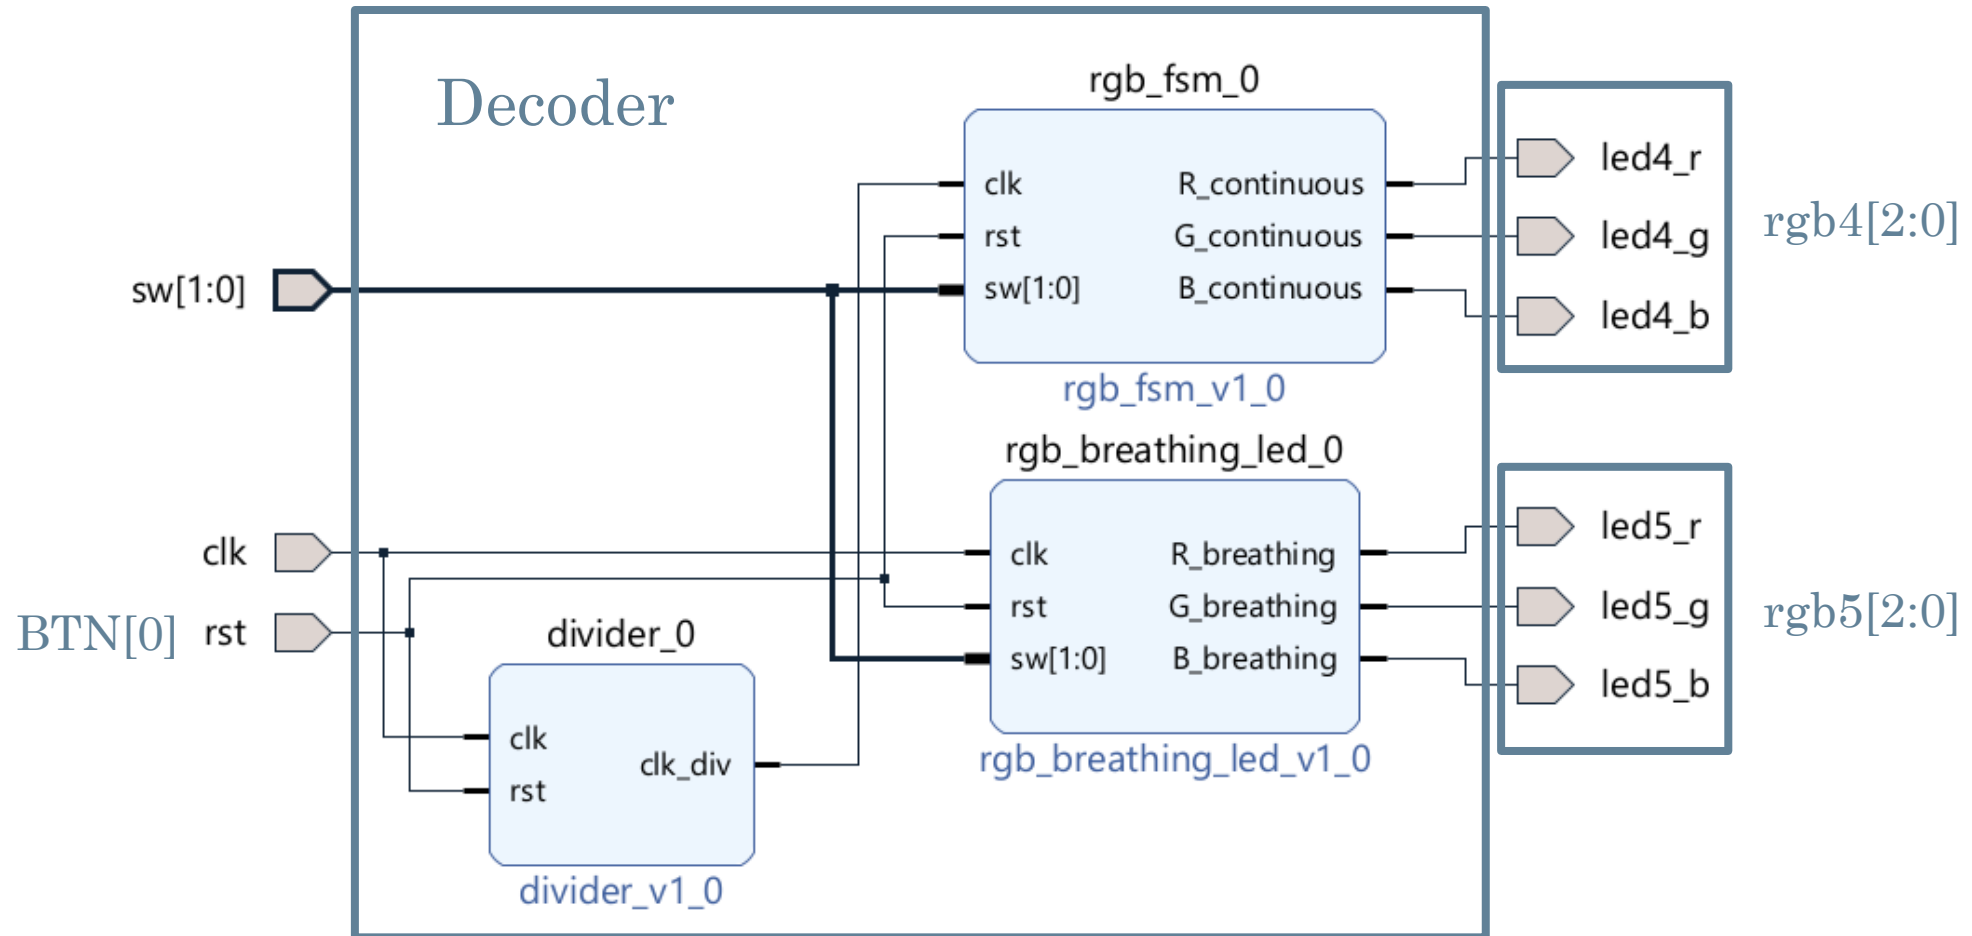 Decoder
rgb_fsm_0
clk
rst
sw[1:0]
R_continuous
G_continuous
B_continuous
rgb_fsm_v1_0
led4_r
led4_g
led4_b
rgb4[2:0]
sw[1:0]
rgb_breathing_led_0
clk
rst
sw[1:0]
R_breathing
G_breathing
B_breathing
rgb_breathing_led_v1_0
led5_r
led5_g
led5_b
rgb5[2:0]
clk
BTN[0] rst
divider_0
clk
rst
clk_div
divider_v1_0